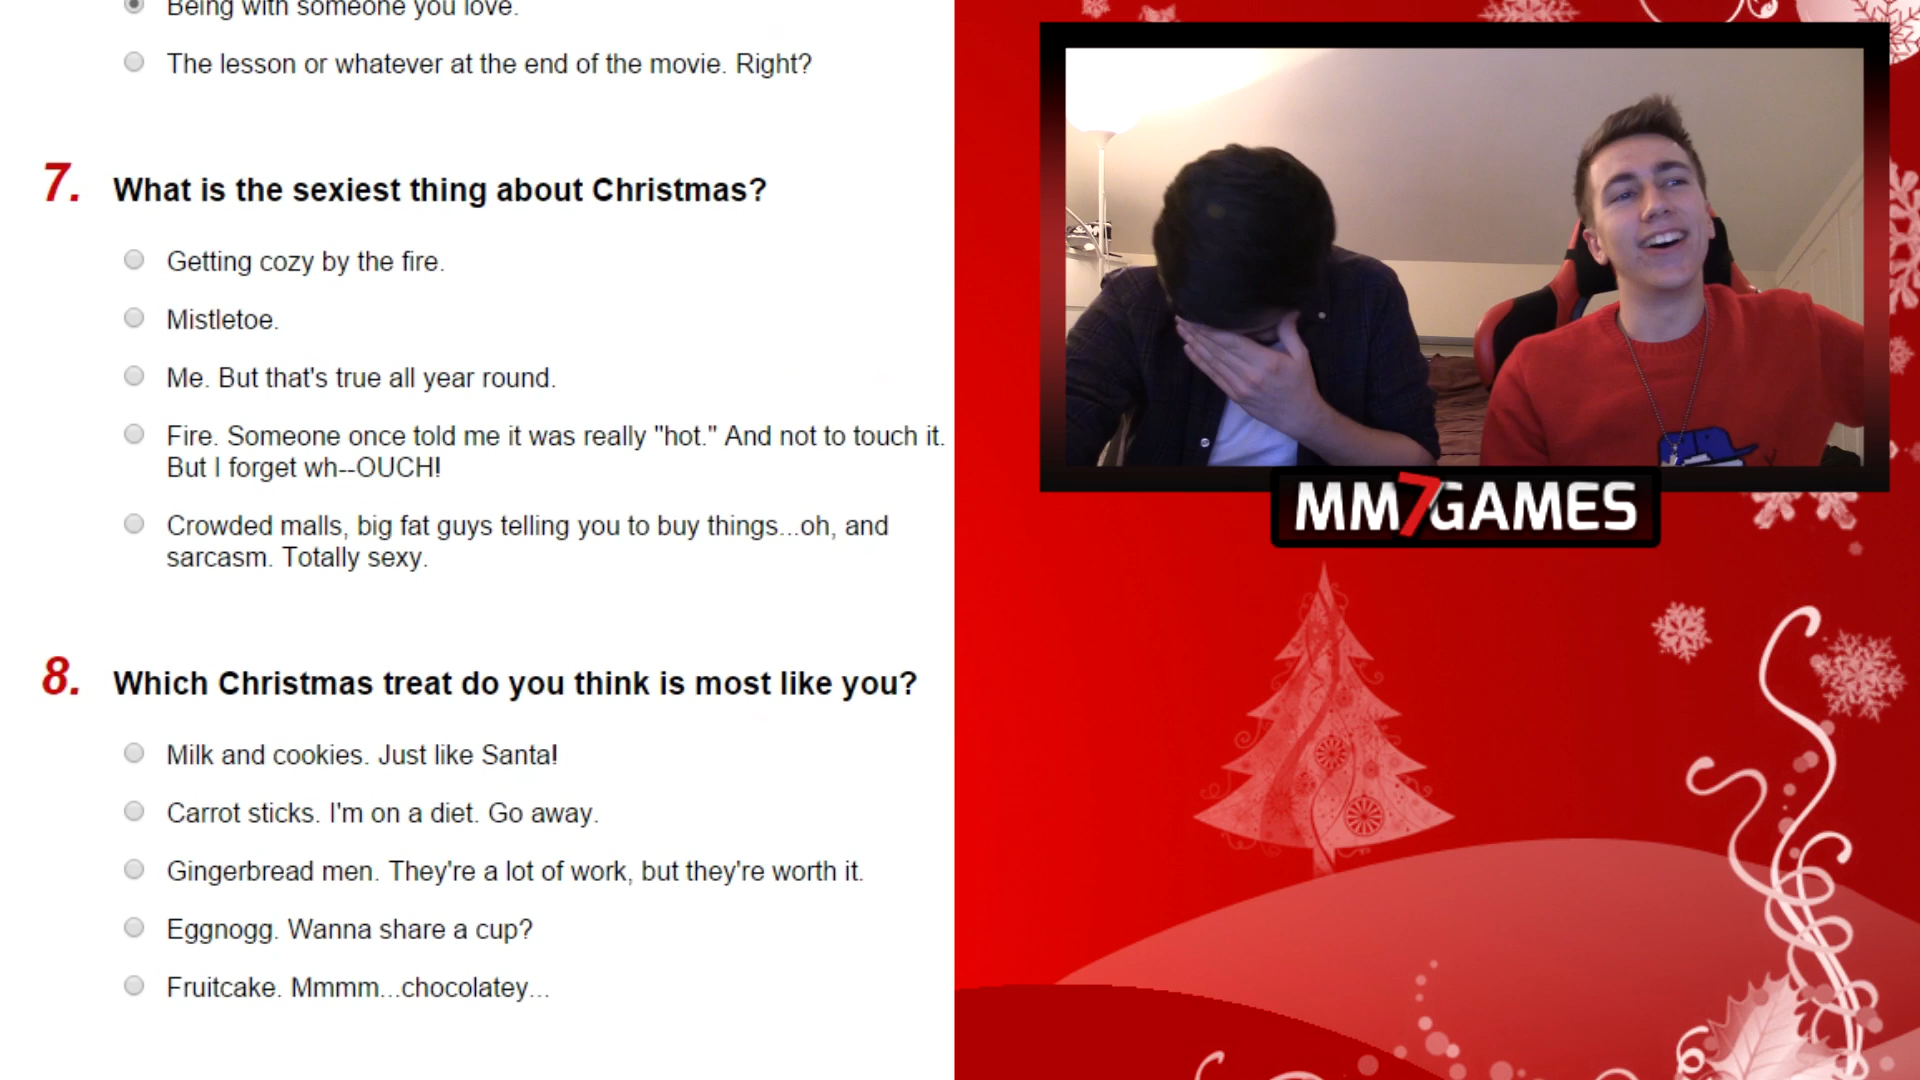 Being with someone you love.
The lesson or whatever at the end of the movie. Right?
7. What is the sexiest thing about Christmas?
Getting cozy by the fire.
Mistletoe.
Me. But that's true all year round.
Fire. Someone once told me it was really "hot." And not to touch it.
But I forget wh--OUCH!
Crowded malls, big fat guys telling you to buy things...oh, and
sarcasm. Totally sexy.
8. Which Christmas treat do you think is most like you?
Milk and cookies. Just like Santa!
Carrot sticks. I'm on a diet. Go away.
Gingerbread men. They're a lot of work, but they're worth it.
Eggnogg. Wanna share a cup?
Fruitcake. Mmmm...chocolatey...
MM7GAMES